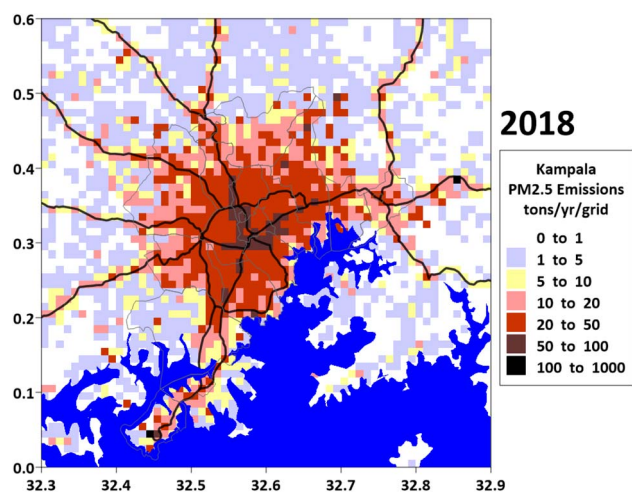 0.6
0.5
0.4
0.3
0.2
0.1
0.0
32.3 32.4 32.5 32.6 32.7 32.8 32.9
2018
Kampala
PM2.5 Emissions
tons/yr/grid
0 to 1
1 to 5
5 to 10
10 to 20
20 to 50
50 to 100
100 to 1000